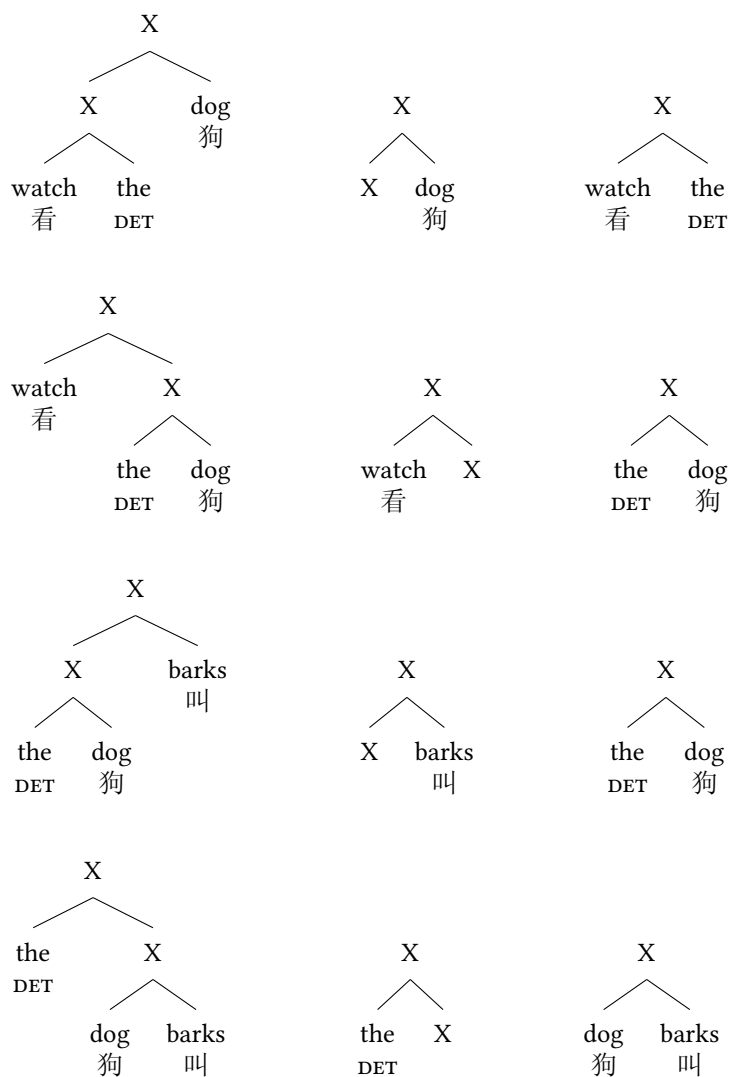 X
X dog X X
狗
watch the X dog watch the
看 DET 狗 看 DET
X
watch X X X
看
the dog watch X the dog
DET 狗 看 DET 狗
X
X barks X X
叫
the dog X barks the dog
DET 狗 叫 DET 狗
X
the X X X
DET
dog barks the X dog barks
狗 叫 DET 狗 叫